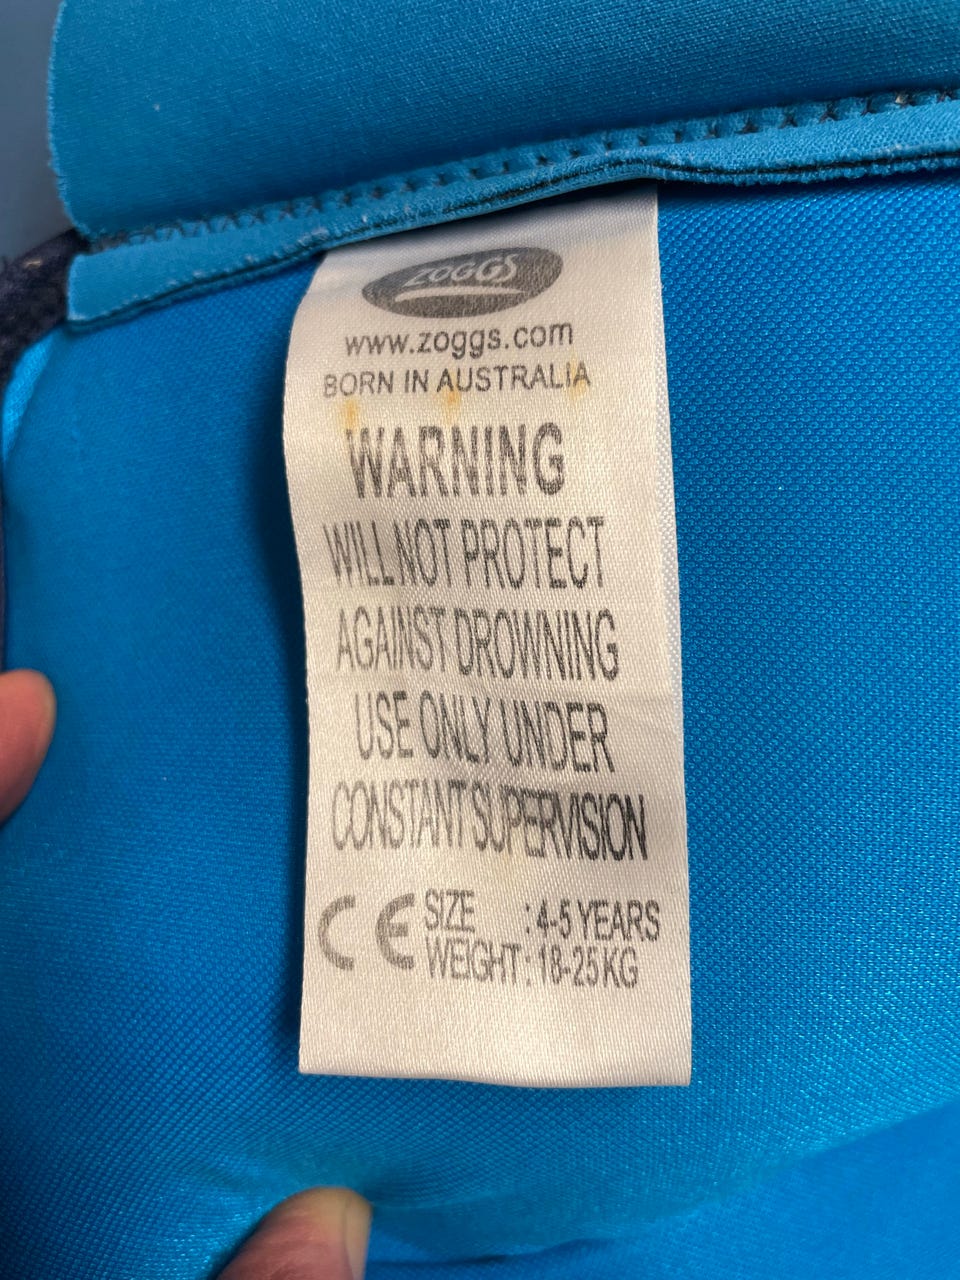 ZOGGS
www.zoggs.com
BORN IN AUSTRALIA
WARNING
WILL NOT PROTECT
AGAINST DROWNING
USE ONLY UNDER
CONSTANT SUPERVISION
CE SIZE : 4-5 YEARS
WEIGHT : 18-25 KG